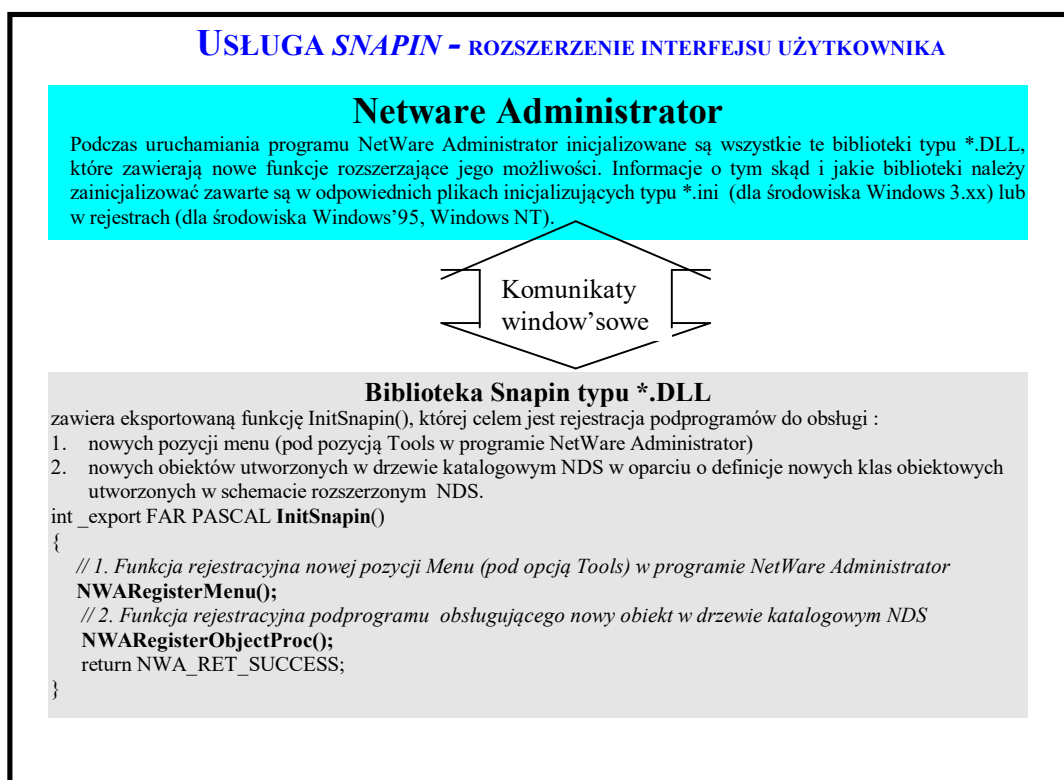 USŁUGA SNAPIN - ROZSZERZENIE INTERFEJSU UŻYTKOWNIKA
Netware Administrator
Podczas uruchamiania programu NetWare Administrator inicjalizowane są wszystkie te biblioteki typu *.DLL,
które zawierają nowe funkcje rozszerzające jego możliwości. Informacje o tym skąd i jakie biblioteki należy
zainicjalizować zawarte są w odpowiednich plikach inicjalizujących typu *.ini (dla środowiska Windows 3.xx) lub
w rejestrach (dla środowiska Windows'95, Windows NT).
Komunikaty
window'sowe
Biblioteka Snapin typu *.DLL
zawiera eksportowaną funkcję InitSnapin(), której celem jest rejestracja podprogramów do obsługi :
1. nowych pozycji menu (pod pozycją Tools w programie NetWare Administrator)
2. nowych obiektów utworzonych w drzewie katalogowym NDS w oparciu o definicje nowych klas obiektowych
utworzonych w schemacie rozszerzonym NDS.
int _export FAR PASCAL InitSnapin()
{
// 1. Funkcja rejestracyjna nowej pozycji Menu (pod opcją Tools) w programie NetWare Administrator
NWARegisterMenu();
// 2. Funkcja rejestracyjna podprogramu obsługującego nowy obiekt w drzewie katalogowym NDS
NWARegisterObjectProc();
return NWA_RET_SUCCESS;
}